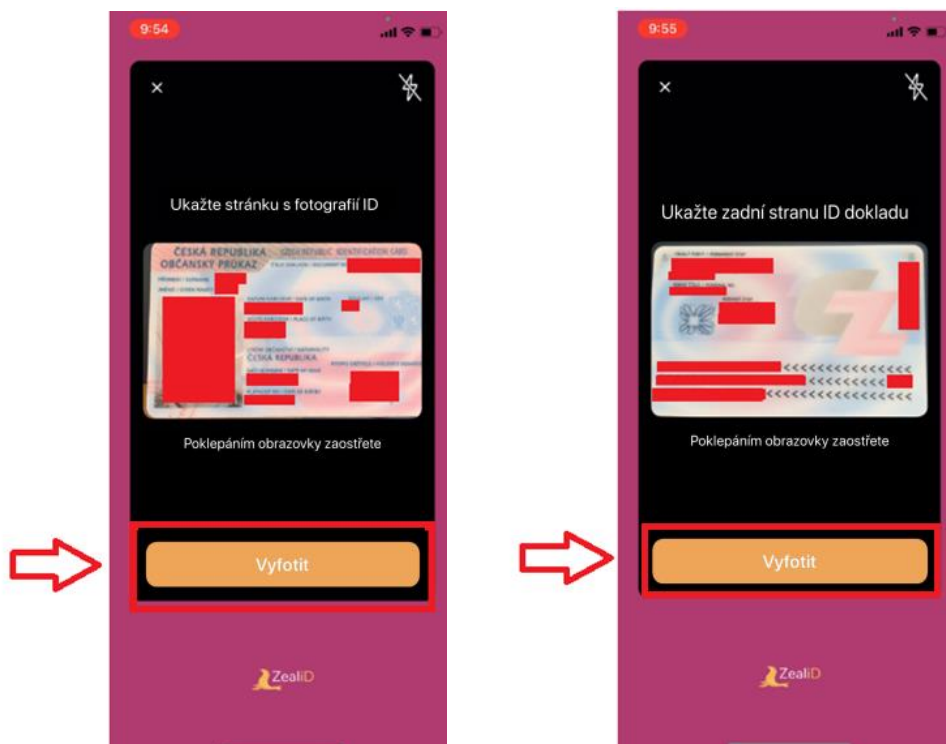 9:54
Ukažte stránku s fotografií ID
ČESKÁ REPUBLIKA
OBČANSKÝ PRŮKAZ
ČESKÁ REPUBLIKA
Poklepáním obrazovky zaostřete
Vyfotit
ZealiD
9:55
Ukažte zadní stranu ID dokladu
<<<<<<<<<<<<<<<
Poklepáním obrazovky zaostřete
Vyfotit
ZealiD